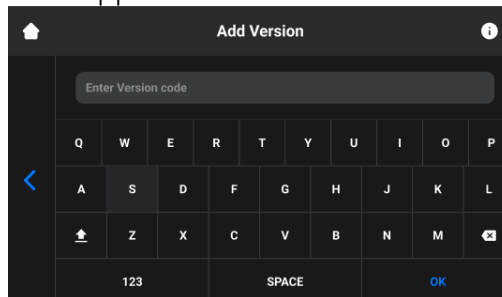 Add Version
Enter Version code
Q W E R T Y U I O P
A S D F G H J K L
Z X C V B N M
123 SPACE OK